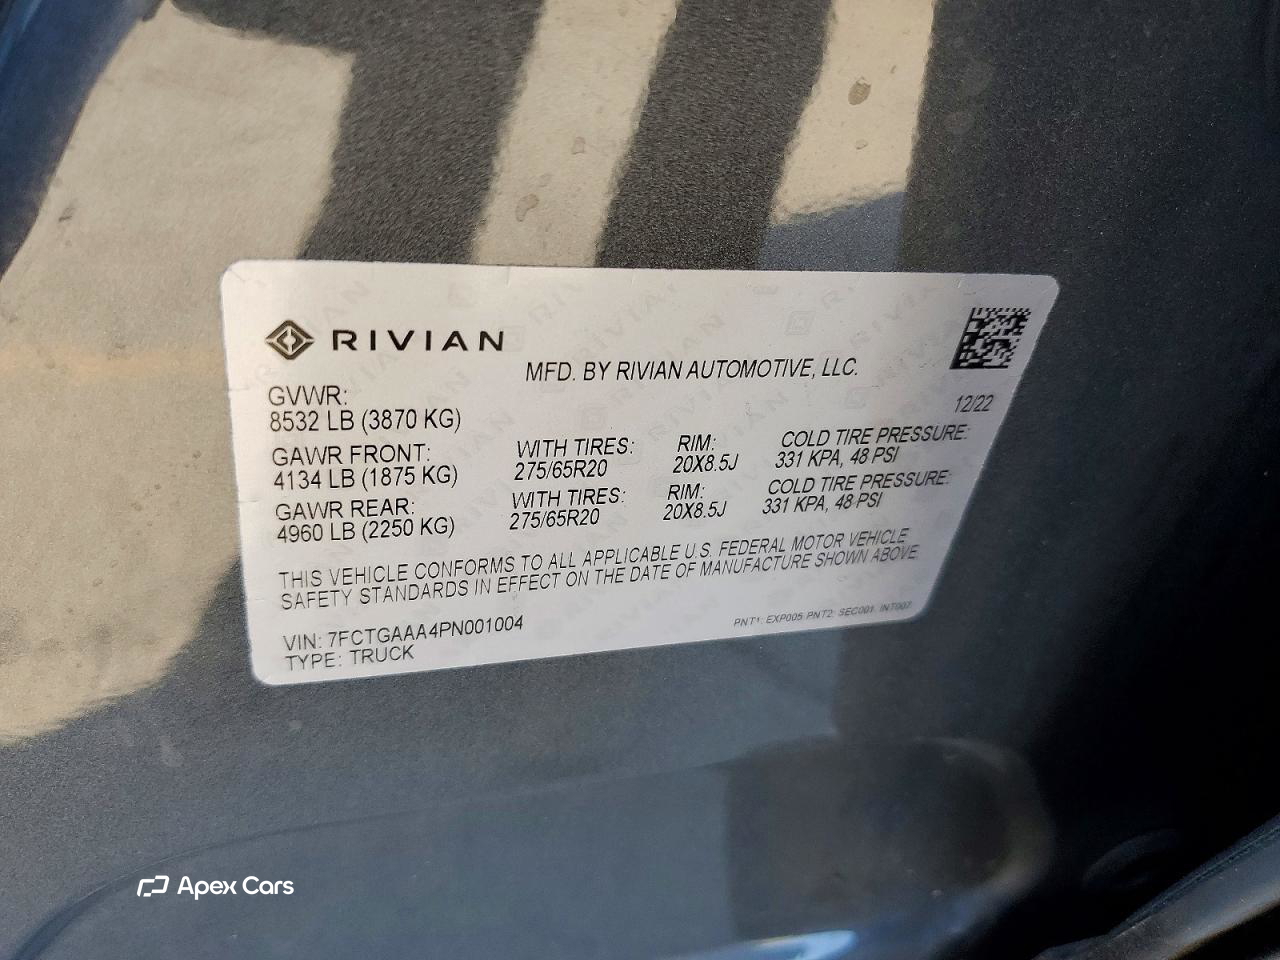 RIVIAN
MFD. BY RIVIAN AUTOMOTIVE, LLC.
12/22
GVWR:
8532 LB (3870 KG)
GAWR FRONT: WITH TIRES: RIM: COLD TIRE PRESSURE:
4134 LB (1875 KG) 275/65R20 20X8.5J 331 KPA, 48 PSI
GAWR REAR: WITH TIRES: RIM: COLD TIRE PRESSURE:
4960 LB (2250 KG) 275/65R20 20X8.5J 331 KPA, 48 PSI
THIS VEHICLE CONFORMS TO ALL APPLICABLE U.S. FEDERAL MOTOR VEHICLE
SAFETY STANDARDS IN EFFECT ON THE DATE OF MANUFACTURE SHOWN ABOVE.
VIN: 7FCTGAAA4PN001004
TYPE: TRUCK
PNT1: EXP005 PNT2: SEC001, INT007
Apex Cars